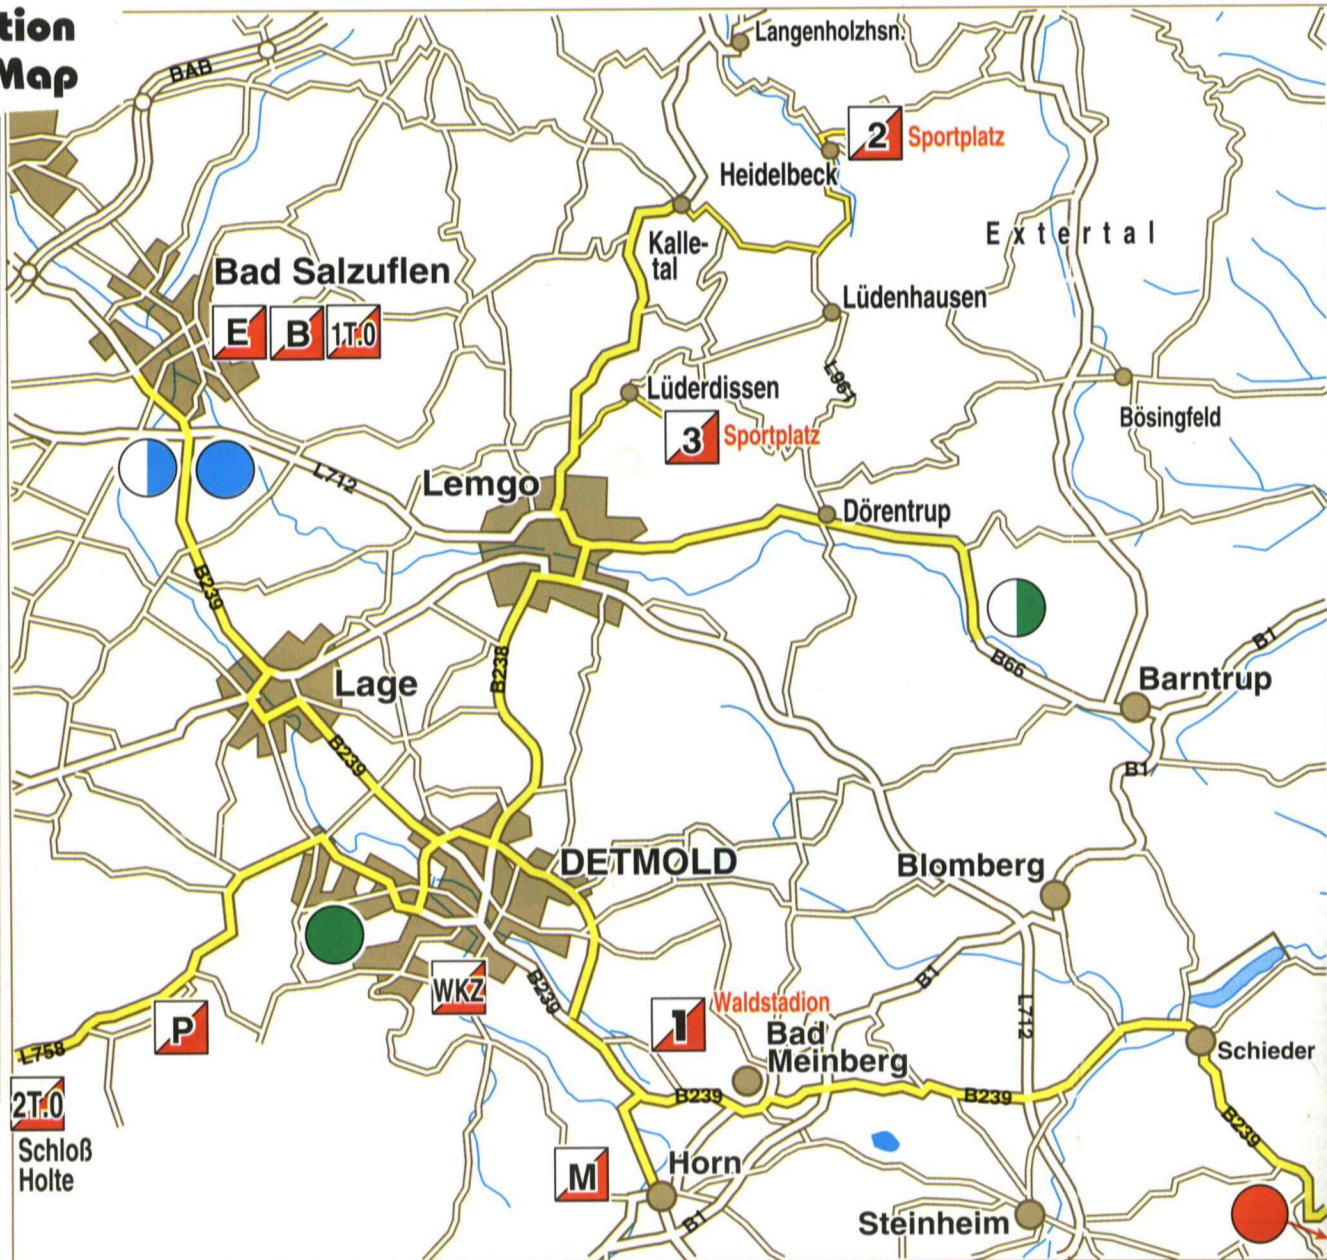 tion
Map
BAB
Langenholzhsn.
2
Sportplatz
Heidelbeck
Kalle-
tal
Extertal
Bad Salzuflen
E
B
1T.0
Lüdenhausen
L961
Lüderdissen
3
Sportplatz
Bösingfeld
L712
Lemgo
Dörentrup
B239
B238
B66
B1
Lage
Barntrup
B239
B1
DETMOLD
Blomberg
WKZ
B239
B1
L712
1
Waldstadion
Bad
Meinberg
P
L758
Schieder
2T.0
Schloß
Holte
B239
B239
B239
M
Horn
B1
Steinheim